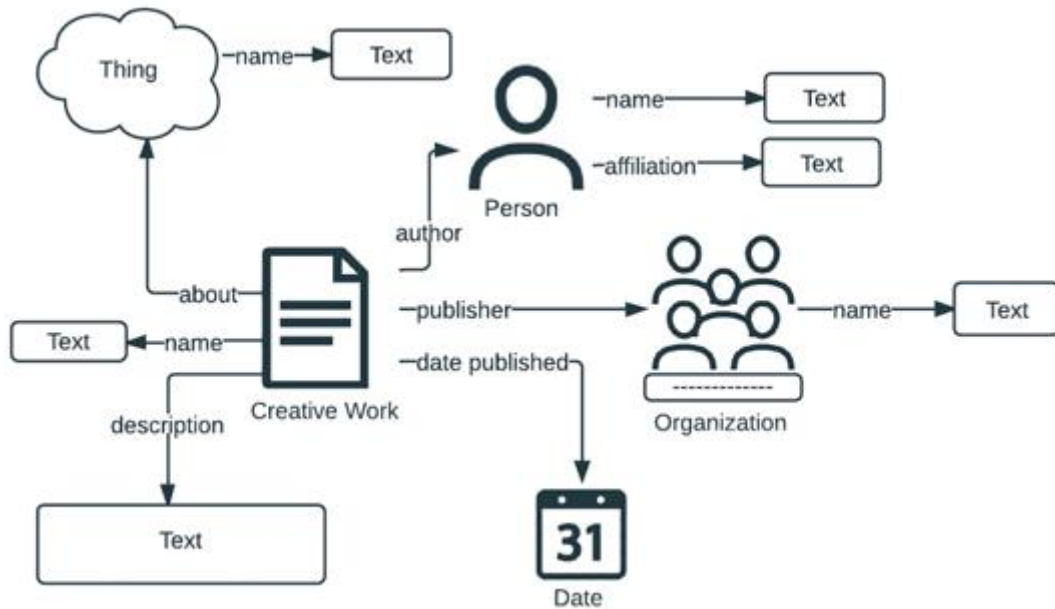 Thing
name
Text
name
Text
affiliation
Text
Person
author
about
publisher
name
Text
Text
name
date published
Creative Work
Organization
description
Text
31
Date